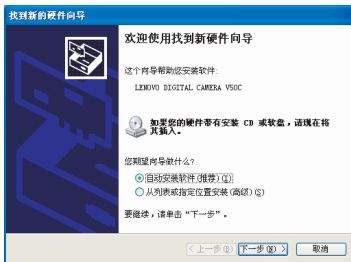 找到新的硬件向导
欢迎使用找到新硬件向导
这个向导帮助您安装软件:
LENOVO DIGITAL CAMERA V50C
如果您的硬件带有安装 CD 或软盘，请现在将
其插入。
您期望向导做什么?
自动安装软件(推荐)(I)
从列表或指定位置安装(高级)(S)
要继续，请单击“下一步”。
<上一步(B) 下一步(N)> 取消